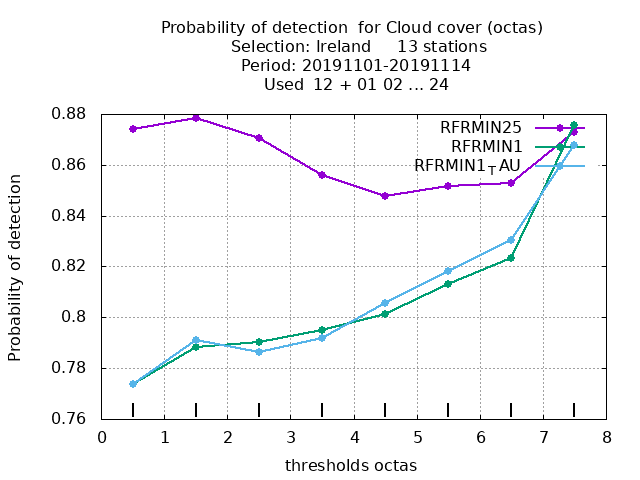 Probability of detection  for Cloud cover (octas)
Selection: Ireland     13 stations
Period: 20191101-20191114
Used  12 + 01 02 ... 24
RFRMIN25
RFRMIN1
RFRMIN1TAU
Probability of detection
0.88
0.86
0.84
0.82
0.8
0.78
0.76
0 1 2 3 4 5 6 7 8
thresholds octas